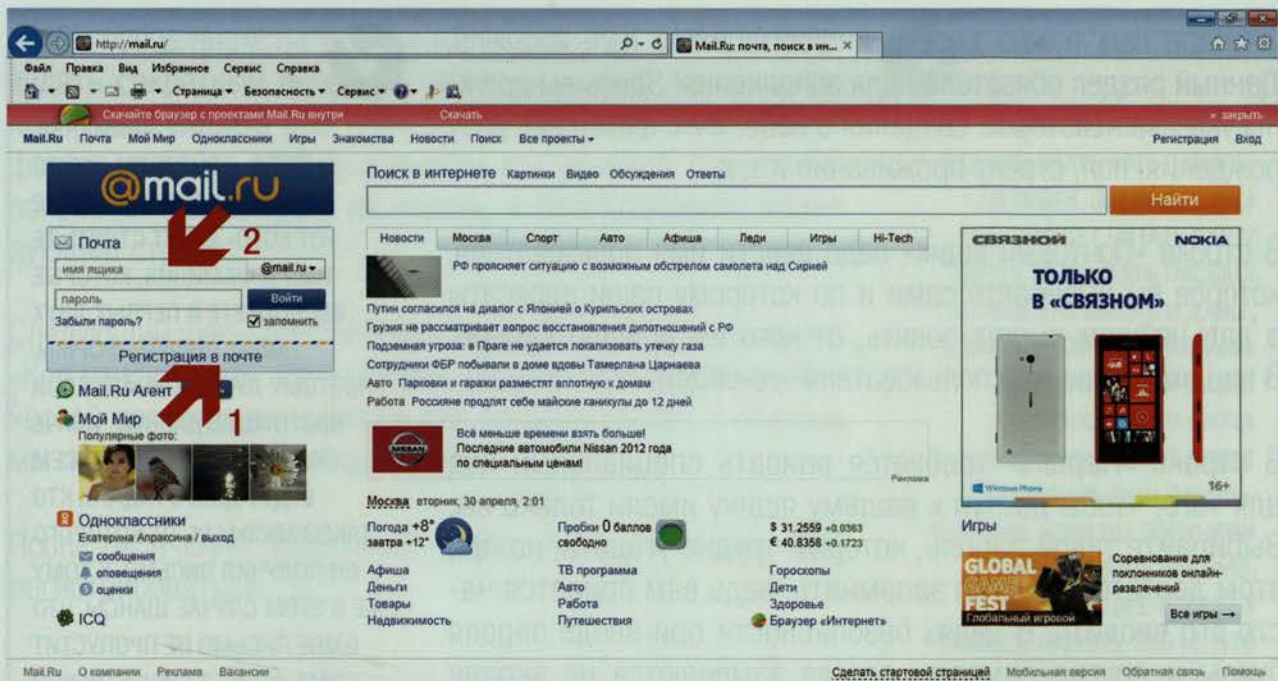 http://mail.ru/
Mail.Ru: почта, поиск в ин... ×
Файл Правка Вид Избранное Сервис Справка
Страница Безопасность Сервис
Скачайте браузер с проектами Mail.Ru внутри Скачать × закрыть
Mail.Ru Почта Мой Мир Одноклассники Игры Знакомства Новости Поиск Все проекты Регистрация Вход
@mail.ru
Поиск в интернете Картинки Видео Обсуждения Ответы
Найти
Почта
2
имя ящика @mail.ru
пароль Войти
Забыли пароль? запомнить
Регистрация в почте
1
Mail.Ru Агент
Мой Мир
Популярные фото:
Одноклассники
Екатерина Апраксина / выход
сообщения
оповещения
оценки
ICQ
Новости Москва Спорт Авто Афиша Леди Игры Hi-Tech
РФ проясняет ситуацию с возможным обстрелом самолета над Сирией
Путин согласился на диалог с Японией о Курильских островах
Грузия не рассматривает вопрос восстановления дипотношений с РФ
Подземная угроза: в Праге не удается локализовать утечку газа
Сотрудники ФБР побывали в доме вдовы Тамерлана Царнаева
Авто Парковки и гаражи разместят вплотную к домам
Работа Россияне продлят себе майские каникулы до 12 дней
NISSAN
Всё меньше времени взять больше!
Последние автомобили Nissan 2012 года
по специальным ценам!
Реклама
Москва вторник, 30 апреля, 2:01
Погода +8°
завтра +12°
Пробки 0 баллов
свободно
$ 31.2559 +0.0363
€ 40.8358 +0.1723
Афиша
Деньги
Товары
Недвижимость
ТВ программа
Авто
Работа
Путешествия
Гороскопы
Дети
Здоровье
Браузер «Интернет»
СВЯЗНОЙ NOKIA
ТОЛЬКО
В «СВЯЗНОМ»
Windows Phone
16+
Игры
GLOBAL
GAME
FEST
Глобальный игровой
Соревнование для
поклонников онлайн-
развлечений
Все игры →
Mail.Ru О компании Реклама Вакансии Сделать стартовой страницей Мобильная версия Обратная связь Помощь